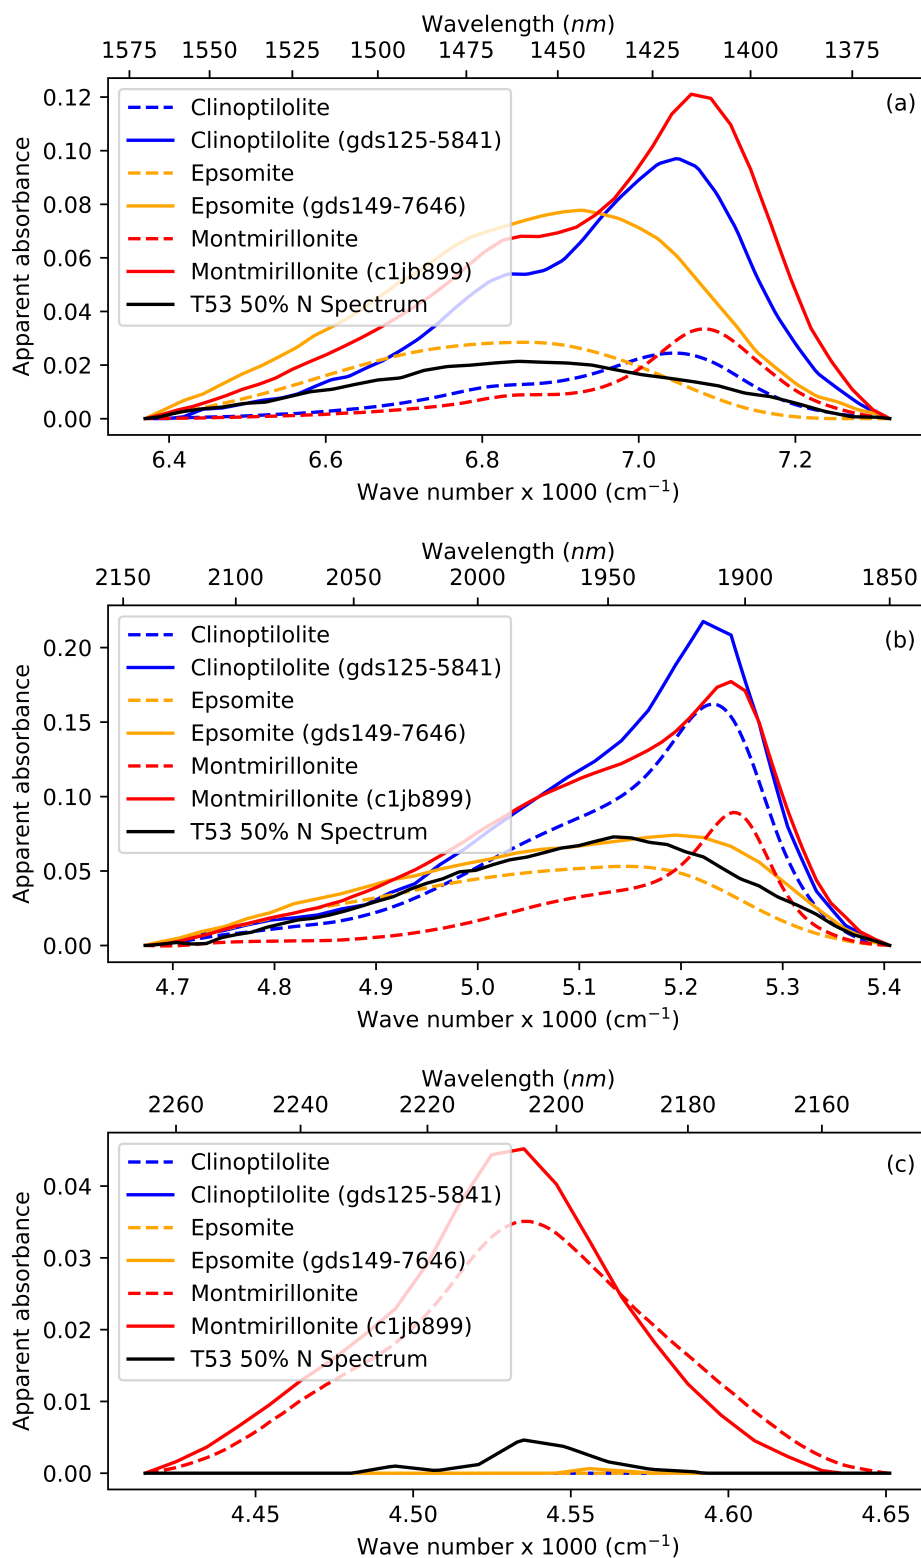 Wavelength (nm)
1575 1550 1525 1500 1475 1450 1425 1400 1375
0.12
0.10
0.08
0.06
0.04
0.02
0.00
Apparent absorbance
(a)
Clinoptilolite
Clinoptilolite (gds125-5841)
Epsomite
Epsomite (gds149-7646)
Montmirillonite
Montmirillonite (c1jb899)
T53 50% N Spectrum
6.4 6.6 6.8 7.0 7.2
Wave number x 1000 (cm⁻¹)
Wavelength (nm)
2150 2100 2050 2000 1950 1900 1850
0.20
0.15
0.10
0.05
0.00
Apparent absorbance
(b)
Clinoptilolite
Clinoptilolite (gds125-5841)
Epsomite
Epsomite (gds149-7646)
Montmirillonite
Montmirillonite (c1jb899)
T53 50% N Spectrum
4.7 4.8 4.9 5.0 5.1 5.2 5.3 5.4
Wave number x 1000 (cm⁻¹)
Wavelength (nm)
2260 2240 2220 2200 2180 2160
0.04
0.03
0.02
0.01
0.00
Apparent absorbance
(c)
Clinoptilolite
Clinoptilolite (gds125-5841)
Epsomite
Epsomite (gds149-7646)
Montmirillonite
Montmirillonite (c1jb899)
T53 50% N Spectrum
4.45 4.50 4.55 4.60 4.65
Wave number x 1000 (cm⁻¹)